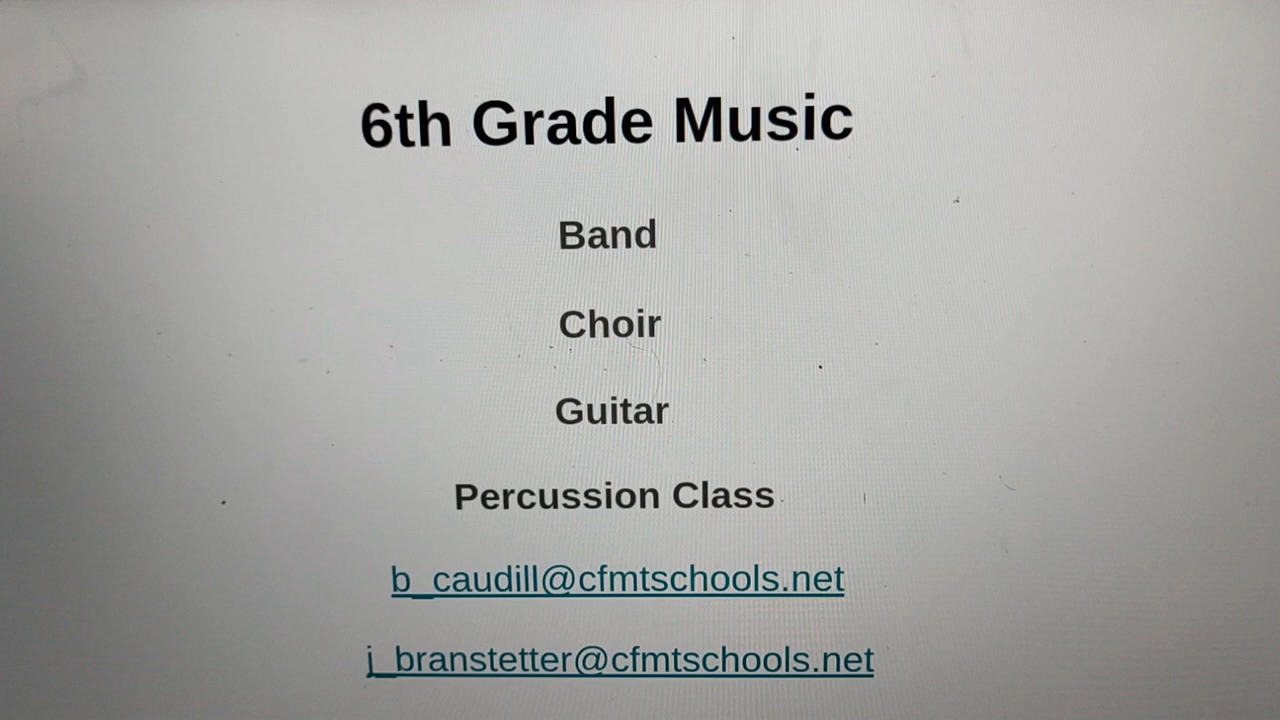 6th Grade Music
Band
Choir
Guitar
Percussion Class
b_caudill@cfmtschools.net
j_branstetter@cfmtschools.net